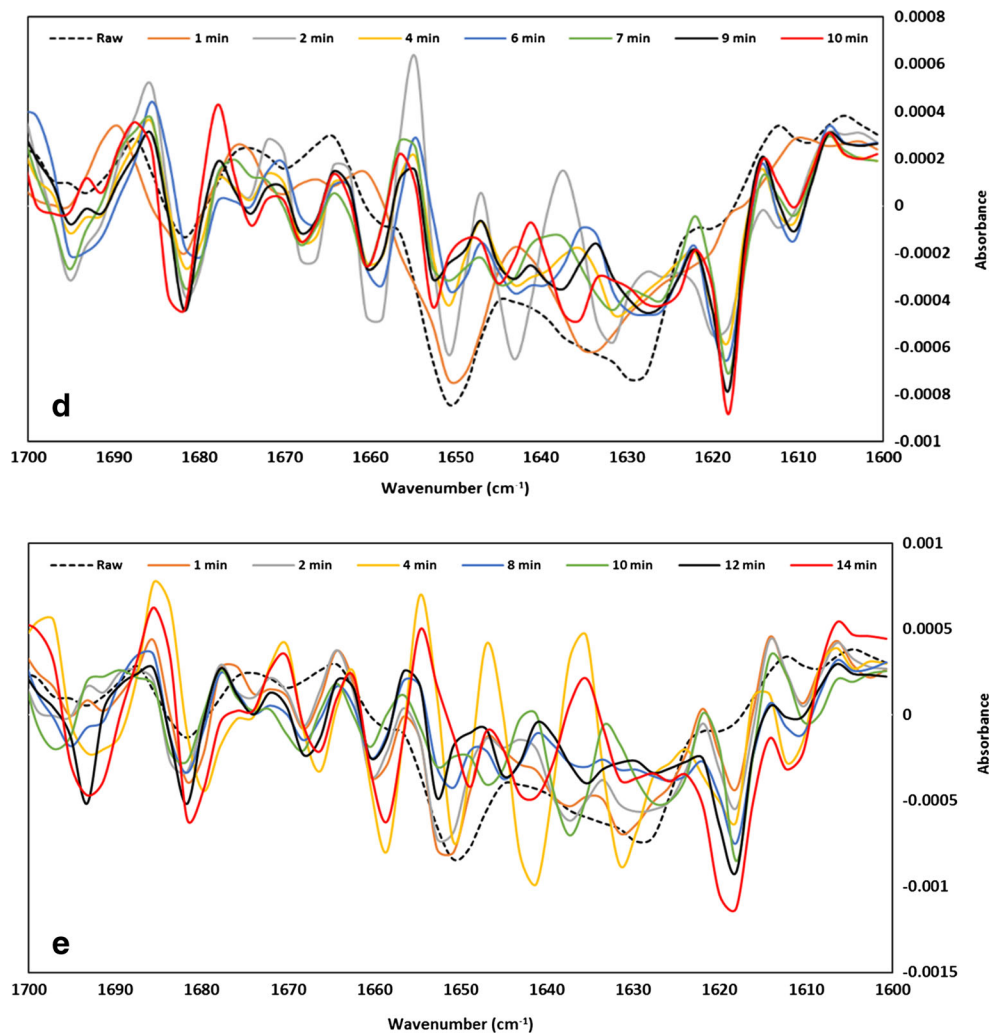 Raw 1 min 2 min 4 min 6 min 7 min 9 min 10 min
0.0008
0.0006
0.0004
0.0002
0
-0.0002
-0.0004
-0.0006
-0.0008
-0.001
Absorbance
d
1700 1690 1680 1670 1660 1650 1640 1630 1620 1610 1600
Wavenumber (cm⁻¹)
Raw 1 min 2 min 4 min 8 min 10 min 12 min 14 min
0.001
0.0005
0
-0.0005
-0.001
-0.0015
Absorbance
e
1700 1690 1680 1670 1660 1650 1640 1630 1620 1610 1600
Wavenumber (cm⁻¹)